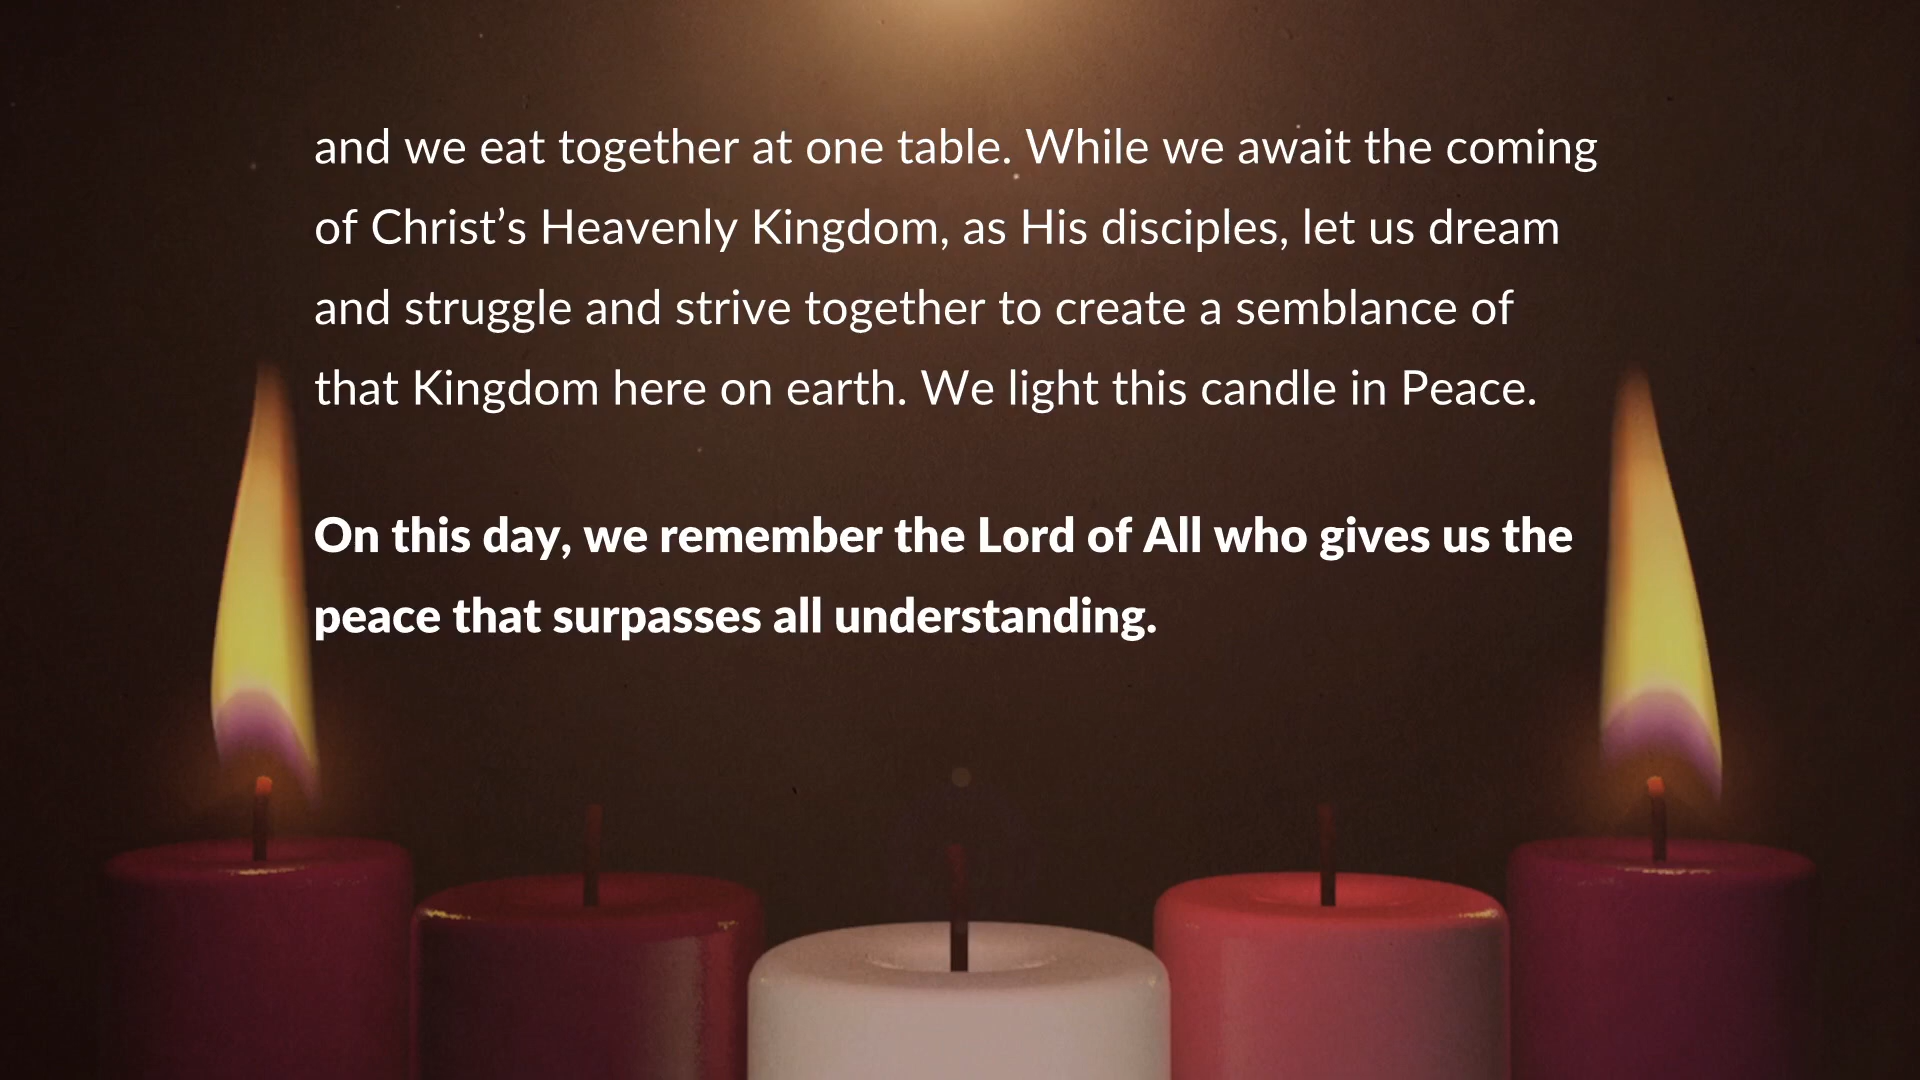 and we eat together at one table. While we await the coming
of Christ’s Heavenly Kingdom, as His disciples, let us dream
and struggle and strive together to create a semblance of
that Kingdom here on earth. We light this candle in Peace.
On this day, we remember the Lord of All who gives us the
peace that surpasses all understanding.